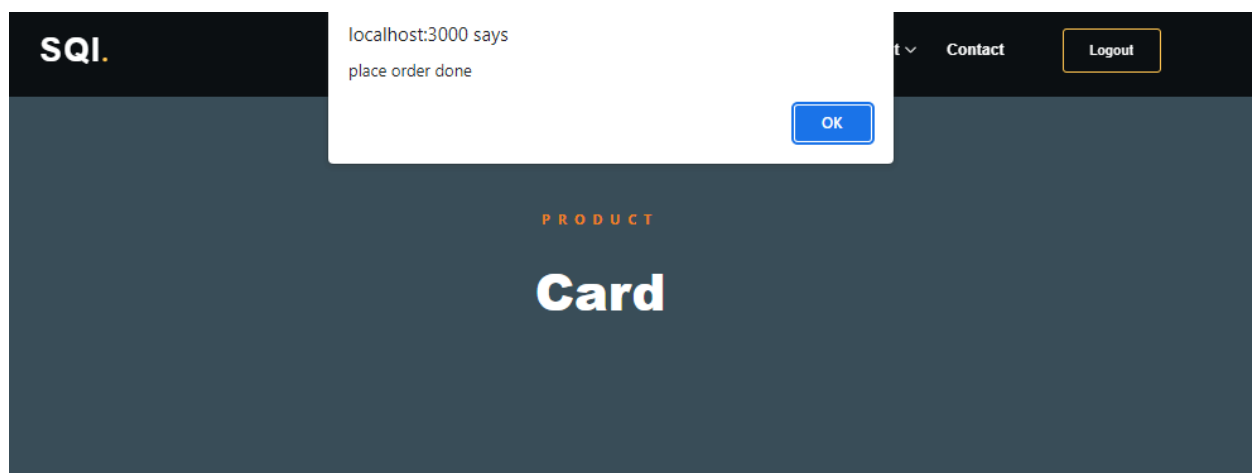 SQI.
localhost:3000 says
place order done
OK
Contact
Logout
PRODUCT
Card